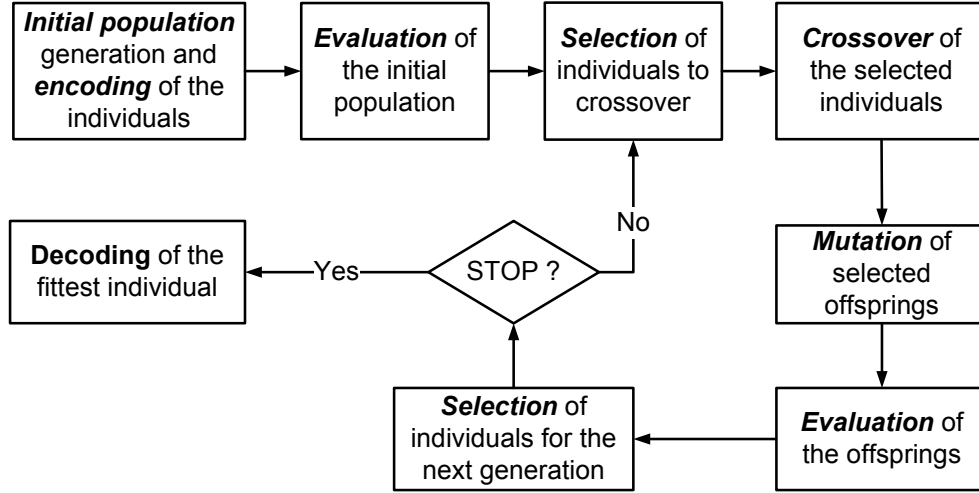 Initial population
generation and
encoding of the
individuals
Evaluation of
the initial
population
Selection of
individuals to
crossover
Crossover of
the selected
individuals
Mutation of
selected
offsprings
Evaluation of
the offsprings
Selection of
individuals for the
next generation
STOP ?
No
Yes
Decoding of the
fittest individual